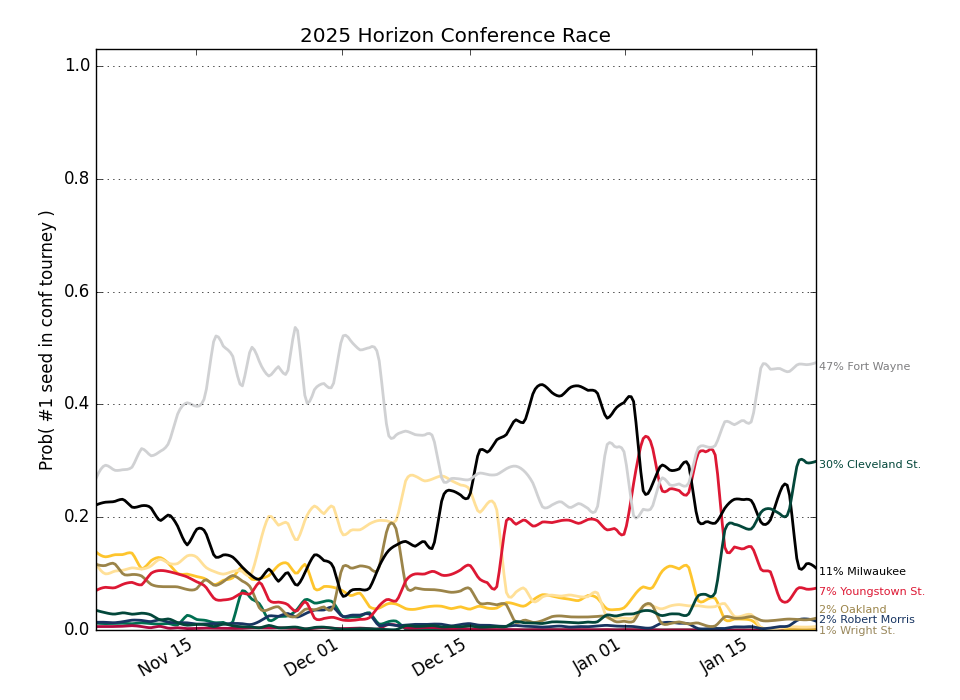 2025 Horizon Conference Race
Prob( #1 seed in conf tourney )
1.0
0.8
0.6
0.4
0.2
0.0
Nov 15
Dec 01
Dec 15
Jan 01
Jan 15
47% Fort Wayne
30% Cleveland St.
11% Milwaukee
7% Youngstown St.
2% Oakland
2% Robert Morris
1% Wright St.